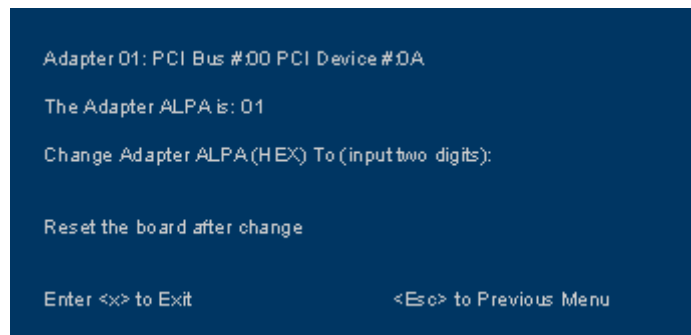 Adapter 01: PCI Bus #:00 PCI Device #:0A
The Adapter ALPA is: 01
Change Adapter ALPA (HEX) To (input two digits):
Reset the board after change
Enter <x> to Exit <Esc> to Previous Menu